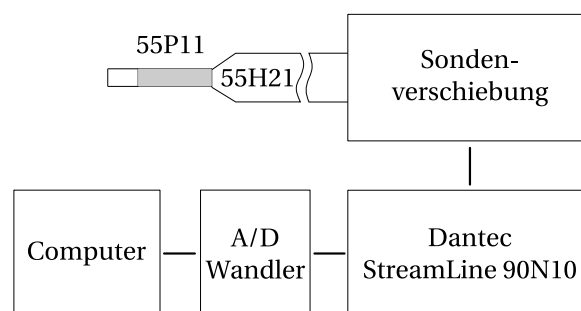 55P11
55H21
Sonden-
verschiebung
Computer
A/D
Wandler
Dantec
StreamLine 90N10